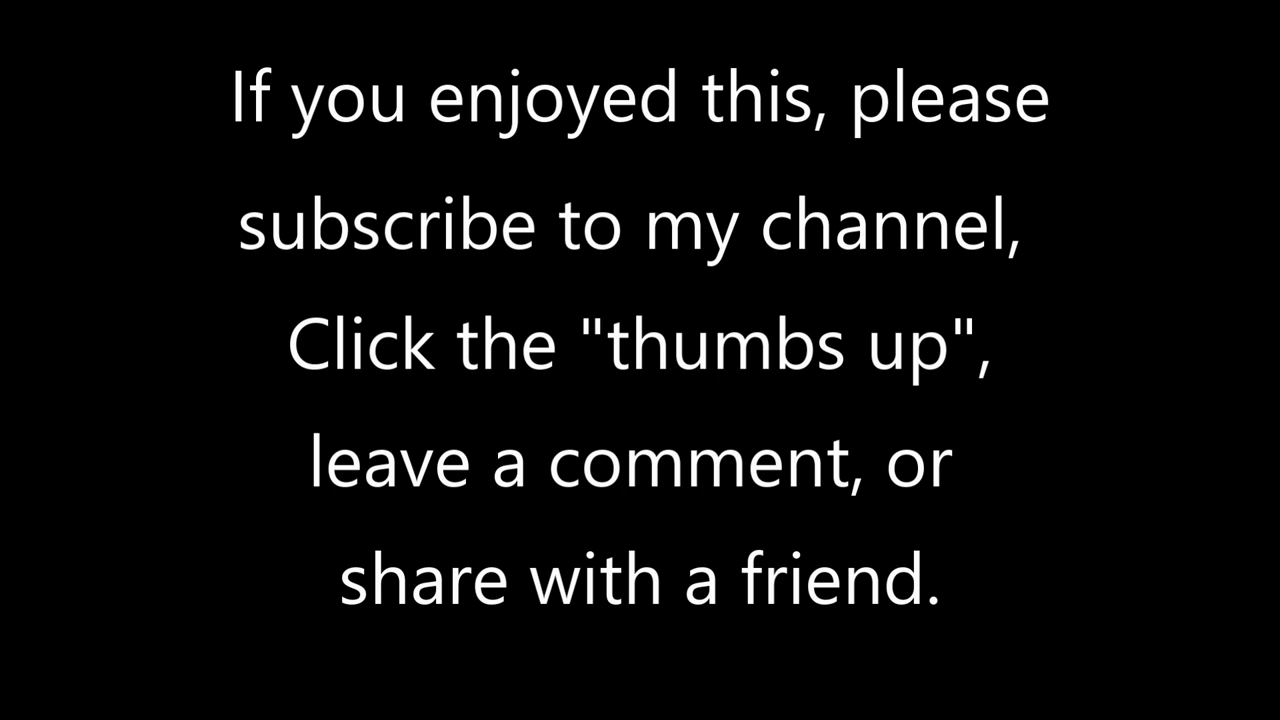 If you enjoyed this, please
subscribe to my channel,
Click the "thumbs up",
leave a comment, or
share with a friend.